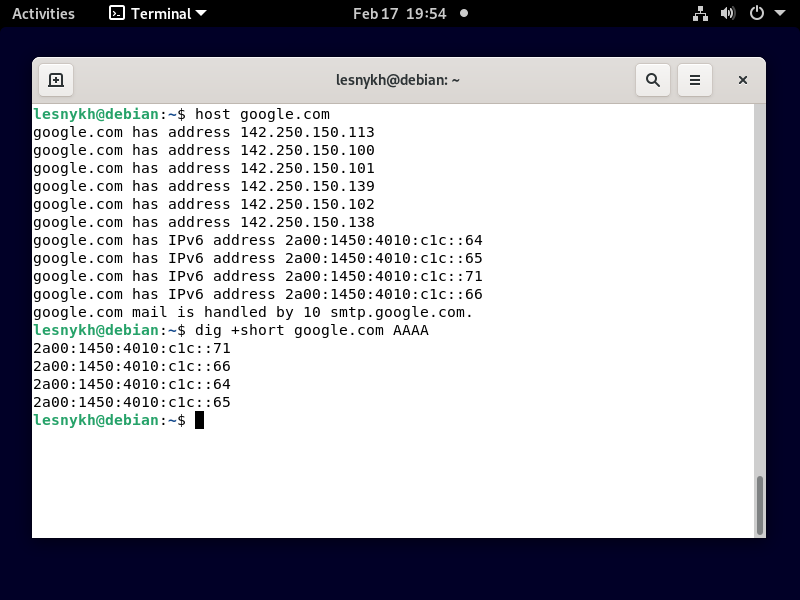 Activities Terminal Feb 17 19:54
lesnykh@debian: ~
lesnykh@debian:~$ host google.com
google.com has address 142.250.150.113
google.com has address 142.250.150.100
google.com has address 142.250.150.101
google.com has address 142.250.150.139
google.com has address 142.250.150.102
google.com has address 142.250.150.138
google.com has IPv6 address 2a00:1450:4010:c1c::64
google.com has IPv6 address 2a00:1450:4010:c1c::65
google.com has IPv6 address 2a00:1450:4010:c1c::71
google.com has IPv6 address 2a00:1450:4010:c1c::66
google.com mail is handled by 10 smtp.google.com.
lesnykh@debian:~$ dig +short google.com AAAA
2a00:1450:4010:c1c::71
2a00:1450:4010:c1c::66
2a00:1450:4010:c1c::64
2a00:1450:4010:c1c::65
lesnykh@debian:~$